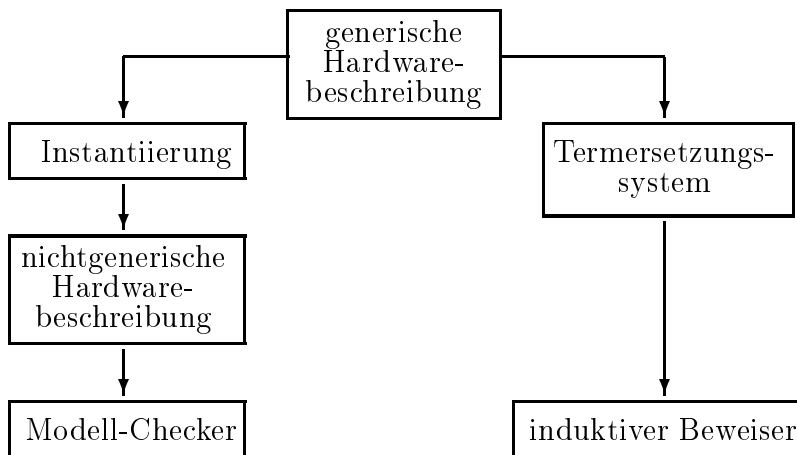 generische
Hardware-
beschreibung
Instantiierung
Termersetzungs-
system
nichtgenerische
Hardware-
beschreibung
Modell-Checker
induktiver Beweiser